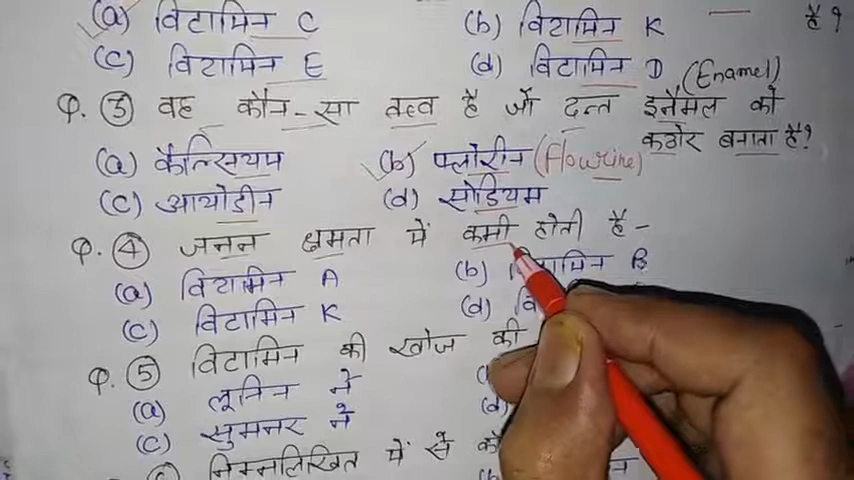 (a) विटामिन C (b) विटामिन K है ?
(c) विटामिन E (d) विटामिन D
(Enamel)
Q. (3) वह कौन-सा तत्व है जो दन्त इनैमल को
कठोर बनाता है?
(a) कैल्सियम (b) फ्लोरीन (Flourine)
(c) आयोडीन (d) सोडियम
Q. (4) जनन क्षमता में कमी होती है -
(a) विटामिन A (b) विटामिन B
(c) विटामिन K (d)
Q. (5) विटामिन की खोज की
(a) लूनिन ने
(c) सुमनर ने (d)
निम्नलिखित में से